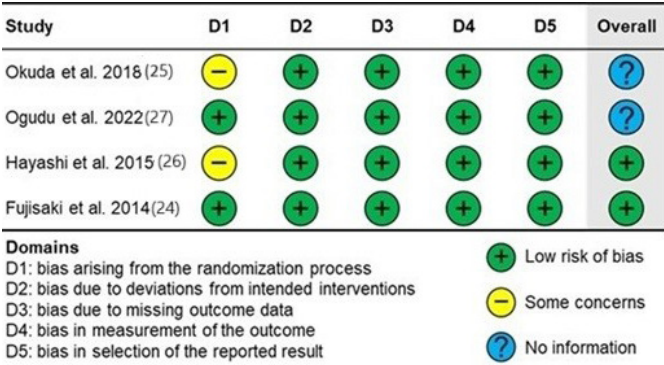 Study D1 D2 D3 D4 D5 Overall
Okuda et al. 2018(25) − + + + + ?
Ogudu et al. 2022(27) + + + + + ?
Hayashi et al. 2015(26) − + + + + +
Fujisaki et al. 2014(24) + + + + + +
Domains
D1: bias arising from the randomization process
D2: bias due to deviations from intended interventions
D3: bias due to missing outcome data
D4: bias in measurement of the outcome
D5: bias in selection of the reported result
+ Low risk of bias
− Some concerns
? No information